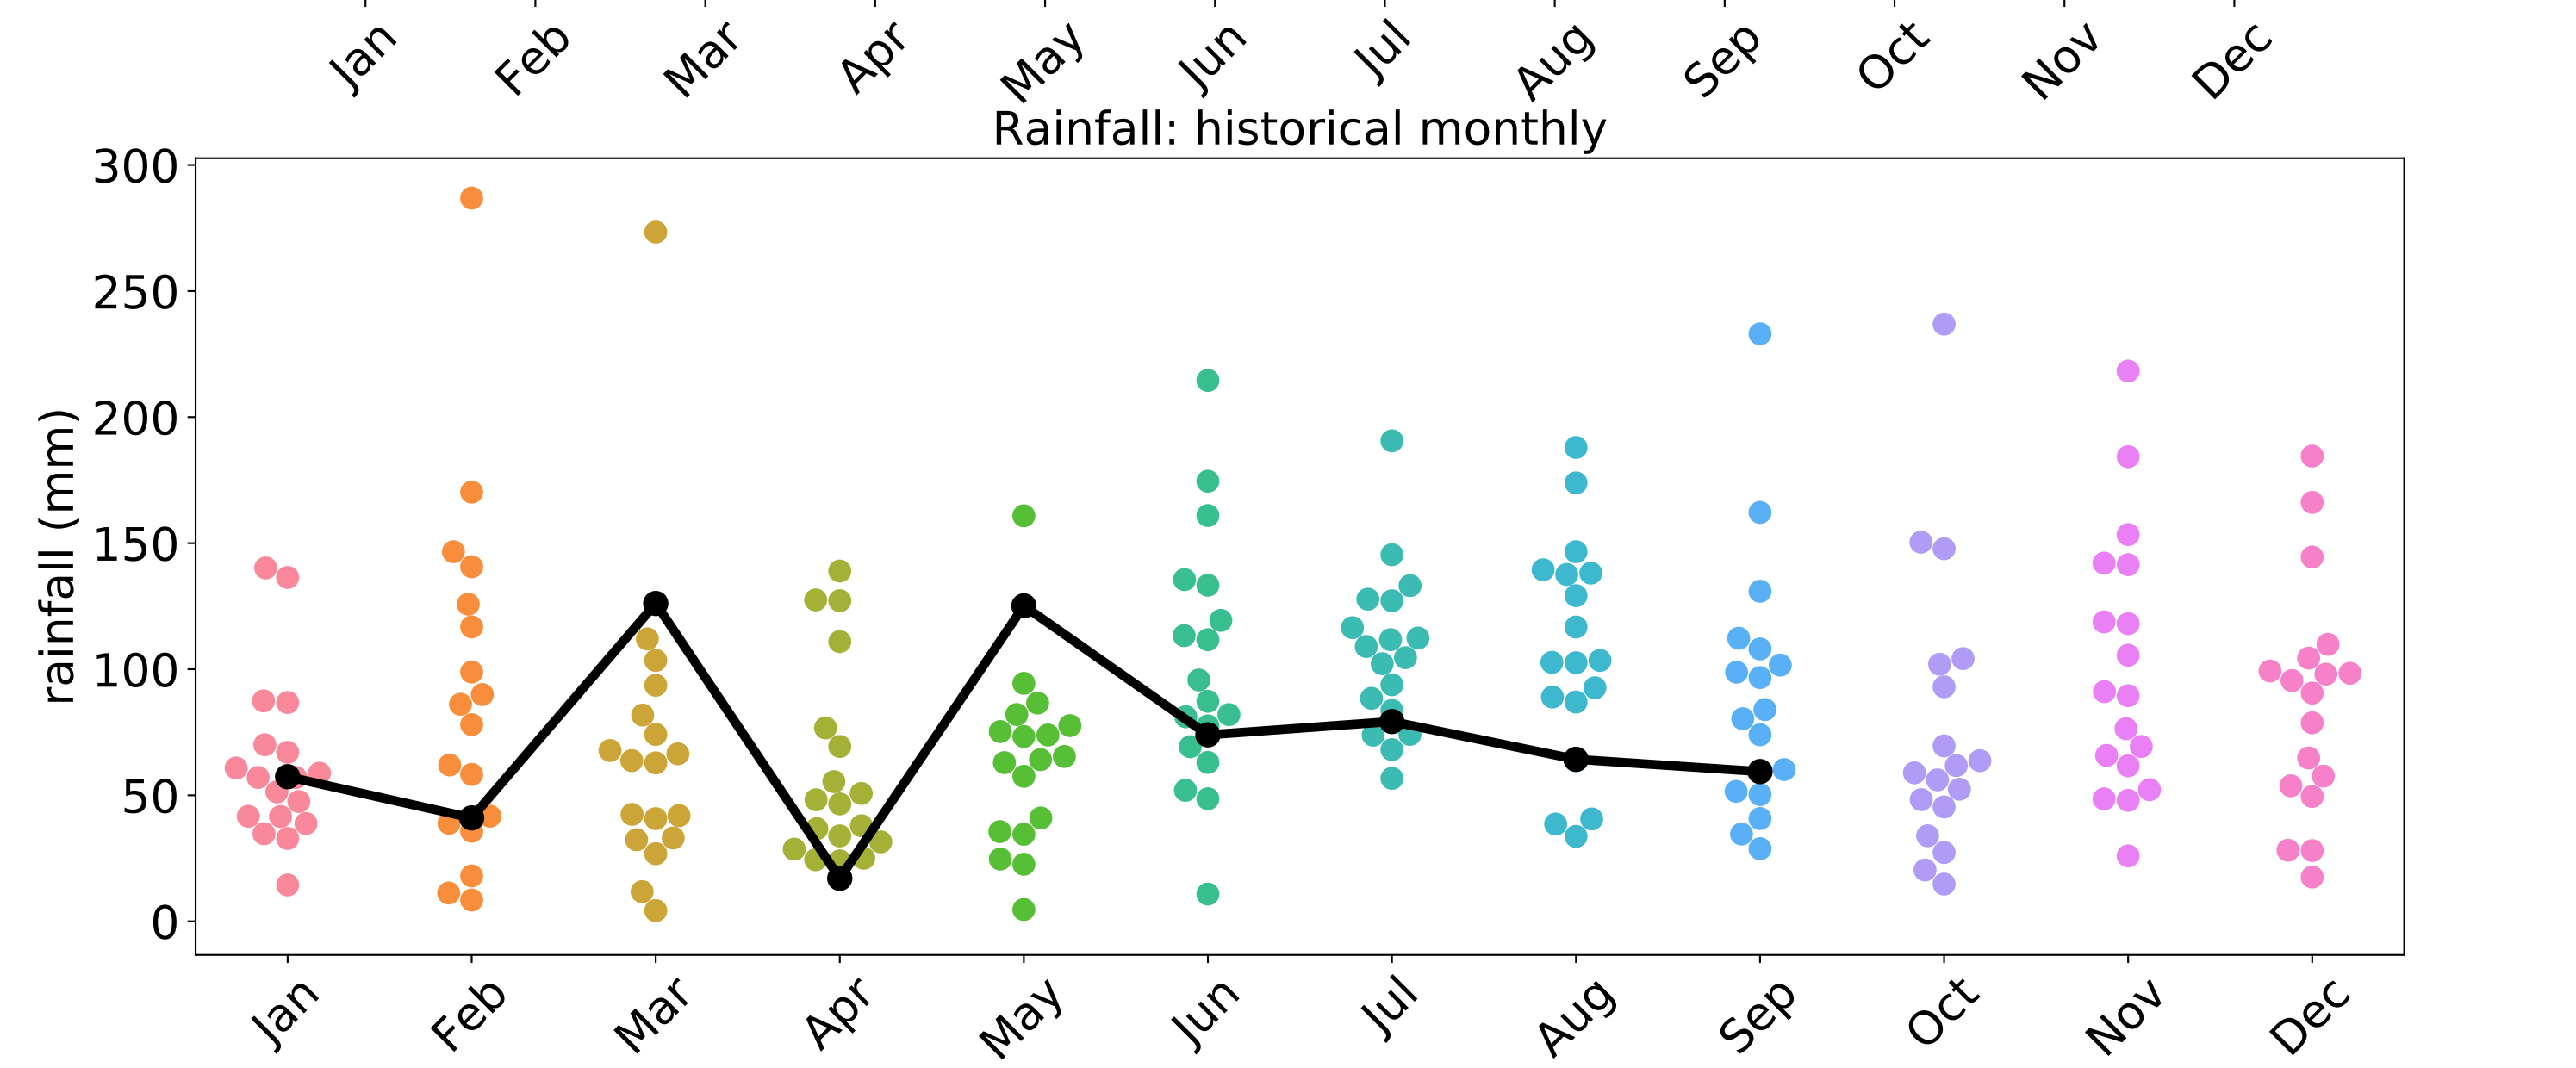 Jan Feb Mar Apr May Jun Jul Aug Sep Oct Nov Dec
Rainfall: historical monthly
300
250
200
150
100
50
0
rainfall (mm)
Jan Feb Mar Apr May Jun Jul Aug Sep Oct Nov Dec